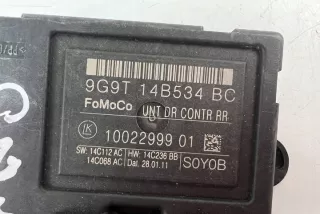 9G9T 14B534 BC
FoMoCo UNT DR CONTR RR
IK 10022999 01
SW: 14C112 AC HW: 14C236 BB
14C068 AC Dat. 28.01.11 S0Y0B